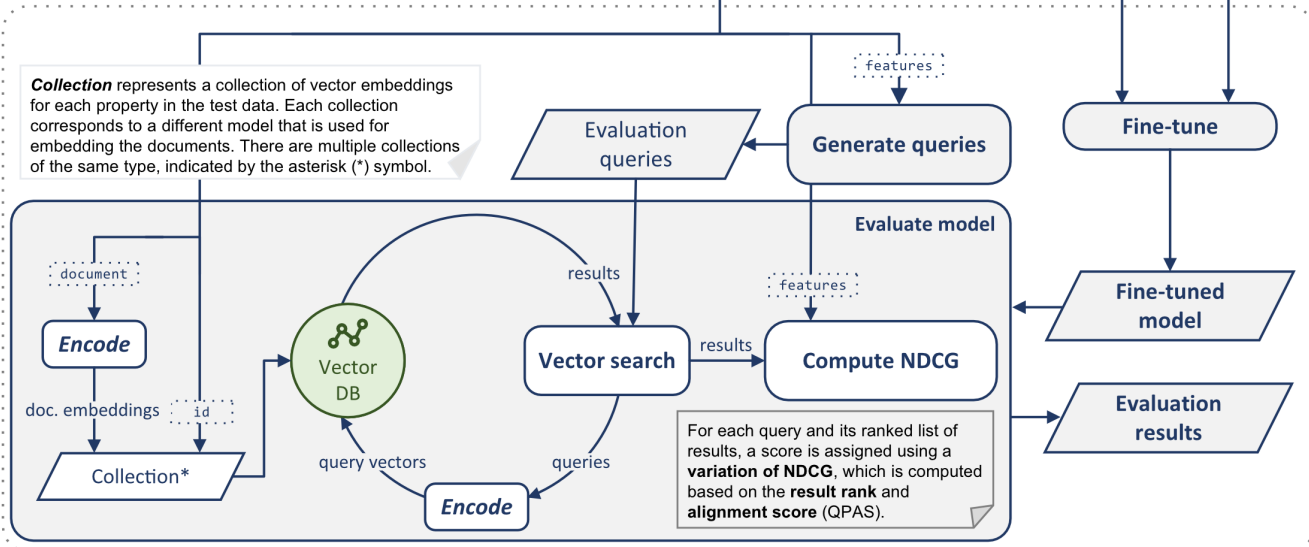 features
Collection represents a collection of vector embeddings
for each property in the test data. Each collection
corresponds to a different model that is used for
embedding the documents. There are multiple collections
of the same type, indicated by the asterisk (*) symbol.
Evaluation
queries
Generate queries
Fine-tune
Evaluate model
document
results
features
Fine-tuned
model
Encode
Vector
DB
Vector search
results
Compute NDCG
doc. embeddings
id
Evaluation
results
Collection*
query vectors
queries
Encode
For each query and its ranked list of
results, a score is assigned using a
variation of NDCG, which is computed
based on the result rank and
alignment score (QPAS).